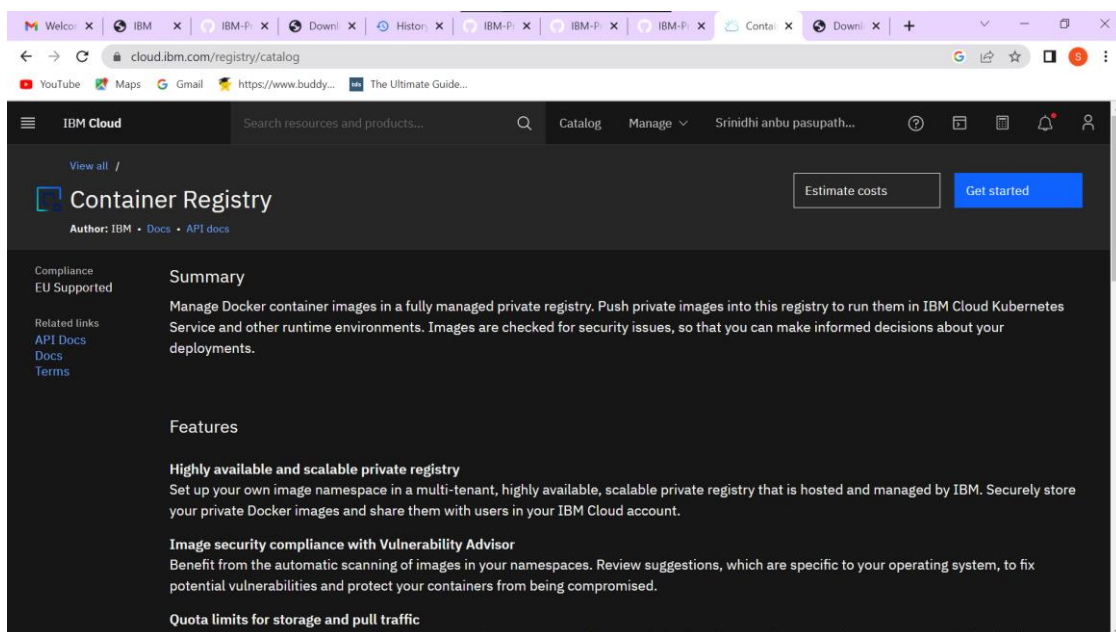 Welcor IBM IBM-P Downl History IBM-P IBM-P IBM-P Contai Downl
cloud.ibm.com/registry/catalog
YouTube Maps Gmail https://www.buddy... The Ultimate Guide...
IBM Cloud Search resources and products... Catalog Manage Srinidhi anbu pasupath...
View all /
Container Registry
Estimate costs Get started
Author: IBM • Docs • API docs
Compliance
EU Supported
Related links
API Docs
Docs
Terms
Summary
Manage Docker container images in a fully managed private registry. Push private images into this registry to run them in IBM Cloud Kubernetes
Service and other runtime environments. Images are checked for security issues, so that you can make informed decisions about your
deployments.
Features
Highly available and scalable private registry
Set up your own image namespace in a multi-tenant, highly available, scalable private registry that is hosted and managed by IBM. Securely store
your private Docker images and share them with users in your IBM Cloud account.
Image security compliance with Vulnerability Advisor
Benefit from the automatic scanning of images in your namespaces. Review suggestions, which are specific to your operating system, to fix
potential vulnerabilities and protect your containers from being compromised.
Quota limits for storage and pull traffic